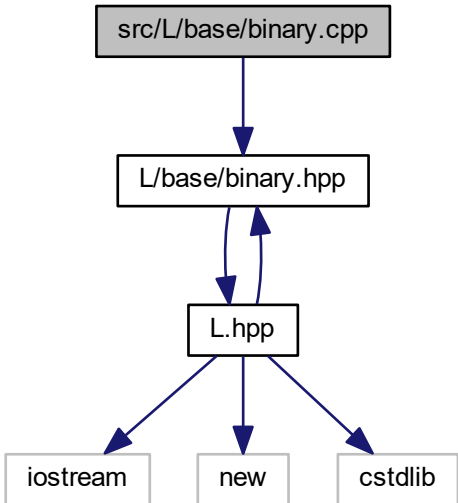 src/L/base/binary.cpp
L/base/binary.hpp
L.hpp
iostream
new
cstdlib